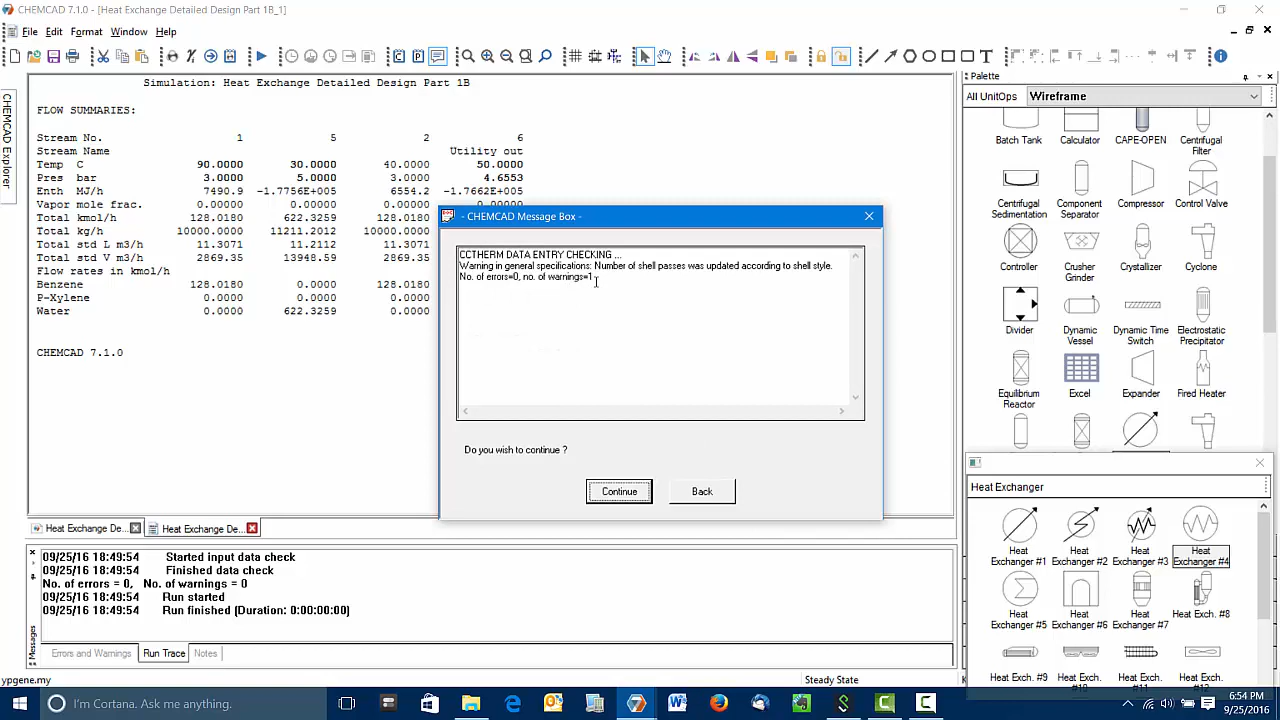 CHEMCAD 7.1.0 - [Heat Exchange Detailed Design Part 1B_1]
File Edit Format Window Help
CHEMCAD Explorer
Simulation: Heat Exchange Detailed Design Part 1B
FLOW SUMMARIES:
Stream No. 1 5 2 6
Stream Name Utility out
Temp C 90.0000 30.0000 40.0000 50.0000
Pres bar 3.0000 5.0000 3.0000 4.6553
Enth MJ/h 7490.9 -1.7756E+005 6554.2 -1.7662E+005
Vapor mole frac. 0.00000 0.00000 0.00000 0.00000
Total kmol/h 128.0180 622.3259 128.0180
Total kg/h 10000.0000 11211.2012 10000.0000
Total std L m3/h 11.3071 11.2112 11.3071
Total std V m3/h 2869.35 13948.59 2869.35
Flow rates in kmol/h
Benzene 128.0180 0.0000 128.0180
P-Xylene 0.0000 0.0000 0.0000
Water 0.0000 622.3259 0.0000
CHEMCAD 7.1.0
- CHEMCAD Message Box -
CCTHERM DATA ENTRY CHECKING ...
Warning in general specifications: Number of shell passes was updated according to shell style.
No. of errors=0, no. of warnings=1
Do you wish to continue ?
Continue Back
Palette
All UnitOps Wireframe
Batch Tank
Calculator
CAPE-OPEN
Centrifugal Filter
Centrifugal Sedimentation
Component Separator
Compressor
Control Valve
Controller
Crusher Grinder
Crystallizer
Cyclone
Divider
Dynamic Vessel
Dynamic Time Switch
Electrostatic Precipitator
Equilibrium Reactor
Excel
Expander
Fired Heater
Heat Exchanger
Heat Exchanger #1
Heat Exchanger #2
Heat Exchanger #3
Heat Exchanger #4
Heat Exchanger #5
Heat Exchanger #6
Heat Exchanger #7
Heat Exch. #8
Heat Exch. #9
Heat Exch. #10
Heat Exch. #11
Heat Exch. #12
Heat Exchange De... Heat Exchange De...
Messages
09/25/16 18:49:54 Started input data check
09/25/16 18:49:54 Finished data check
No. of errors = 0, No. of warnings = 0
09/25/16 18:49:54 Run started
09/25/16 18:49:54 Run finished (Duration: 0:00:00:00)
Errors and Warnings Run Trace Notes
ypgene.my Steady State
I'm Cortana. Ask me anything.
6:54 PM
9/25/2016